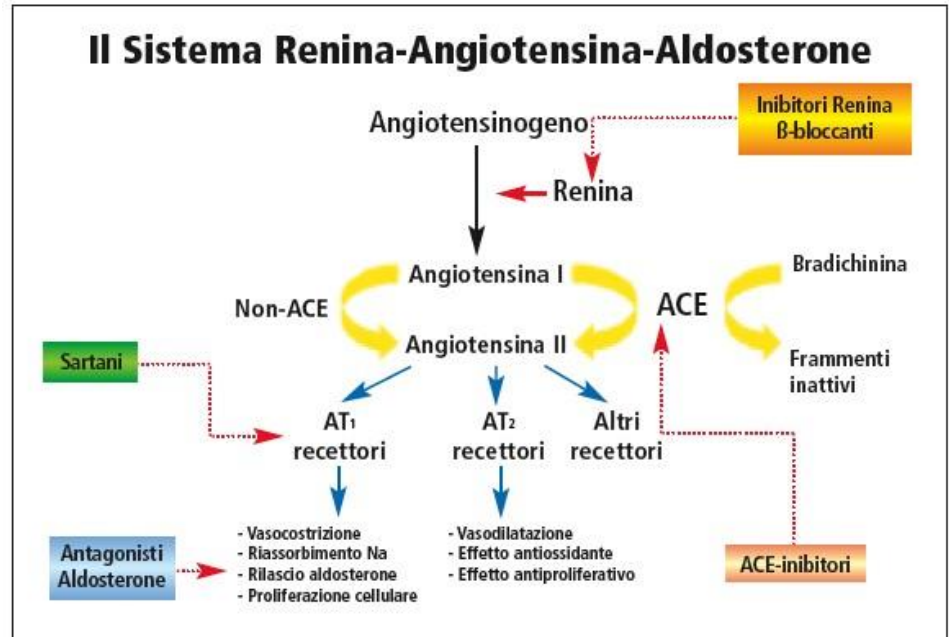 Il Sistema Renina-Angiotensina-Aldosterone
Inibitori Renina
ß-bloccanti
Angiotensinogeno
Renina
Angiotensina I
Bradichinina
Non-ACE
ACE
Angiotensina II
Sartani
Frammenti
inattivi
AT1
recettori
AT2
recettori
Altri
recettori
Antagonisti
Aldosterone
- Vasocostrizione
- Riassorbimento Na
- Rilascio aldosterone
- Proliferazione cellulare
- Vasodilatazione
- Effetto antiossidante
- Effetto antiproliferativo
ACE-inibitori